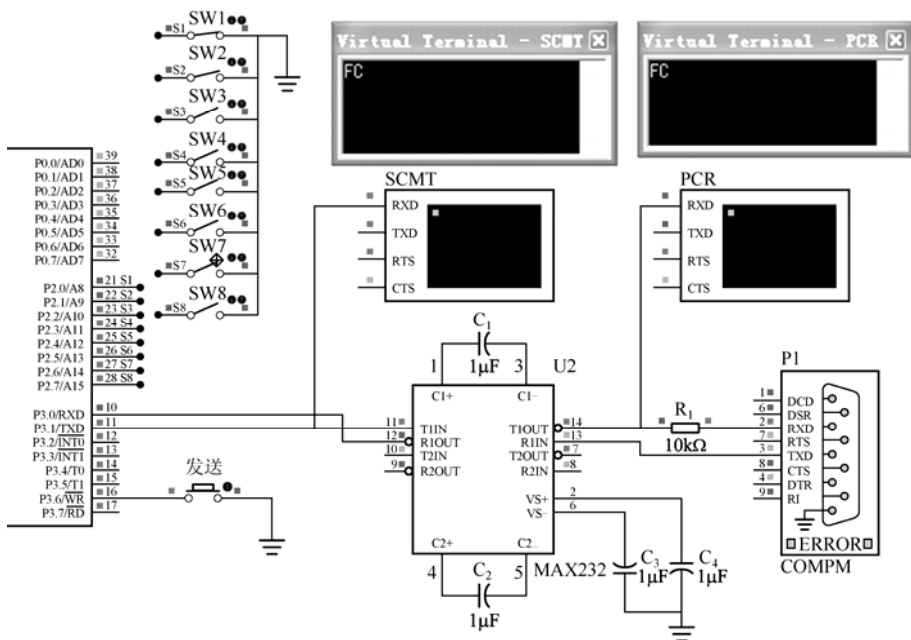 SW1
S1
SW2
S2
SW3
S3
SW4
S4
SW5
S5
SW6
S6
SW7
S7
SW8
S8
Virtual Terminal - SCMT
FC
Virtual Terminal - PCR
FC
P0.0/AD0 39
P0.1/AD1 38
P0.2/AD2 37
P0.3/AD3 36
P0.4/AD4 35
P0.5/AD5 34
P0.6/AD6 33
P0.7/AD7 32
P2.0/A8 21 S1
P2.1/A9 22 S2
P2.2/A10 23 S3
P2.3/A11 24 S4
P2.4/A12 25 S5
P2.5/A13 26 S6
P2.6/A14 27 S7
P2.7/A15 28 S8
P3.0/RXD 10
P3.1/TXD 11
P3.2/INT0 12
P3.3/INT1 13
P3.4/T0 14
P3.5/T1 15
P3.6/WR 16
P3.7/RD 17
发送
SCMT
RXD
TXD
RTS
CTS
PCR
RXD
TXD
RTS
CTS
C1
1μF
1 3
U2
C1+ C1-
11 T1IN T1OUT 14
12 R1OUT R1IN 13
10 T2IN T2OUT 7
9 R2OUT R2IN 8
VS+ 2
VS- 6
C2+ C2-
4 5
MAX232
C2
1μF
C3
1μF
C4
1μF
R1
10kΩ
P1
1 DCD
6 DSR
2 RXD
7 RTS
3 TXD
8 CTS
4 DTR
9 RI
ERROR
COMPM